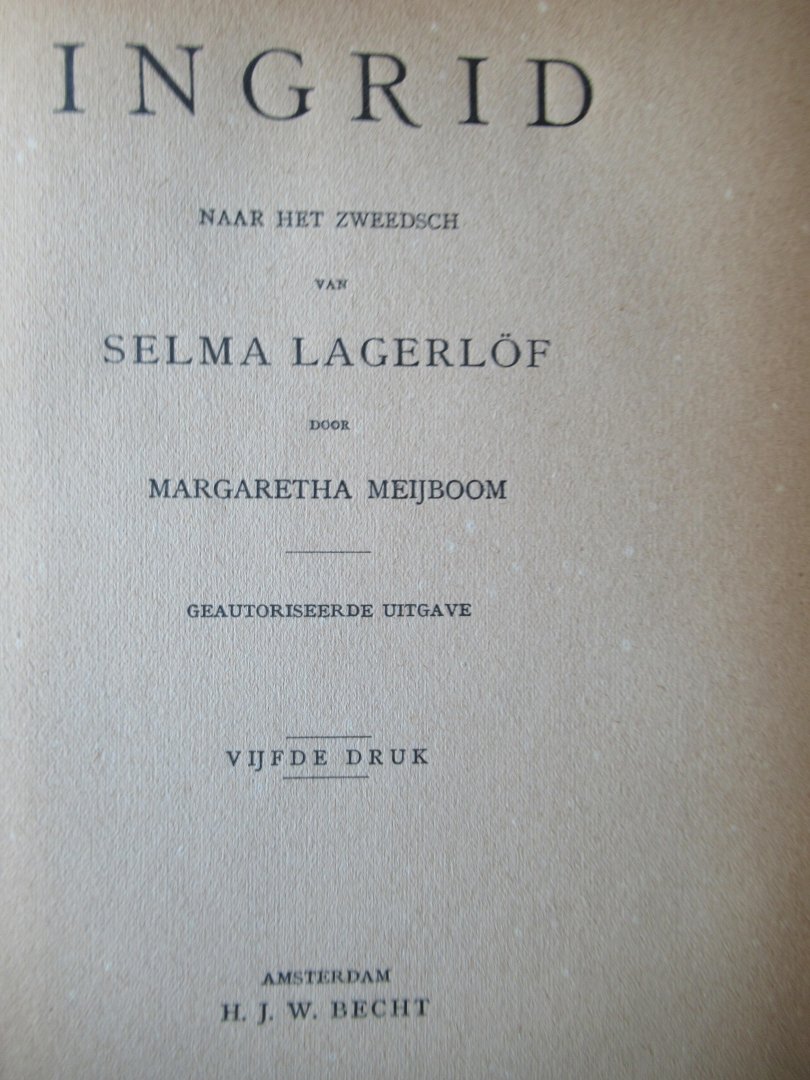 INGRID
NAAR HET ZWEEDSCH
VAN
SELMA LAGERLÖF
DOOR
MARGARETHA MEIJBOOM
GEAUTORISEERDE UITGAVE
VIJFDE DRUK
AMSTERDAM
H. J. W. BECHT